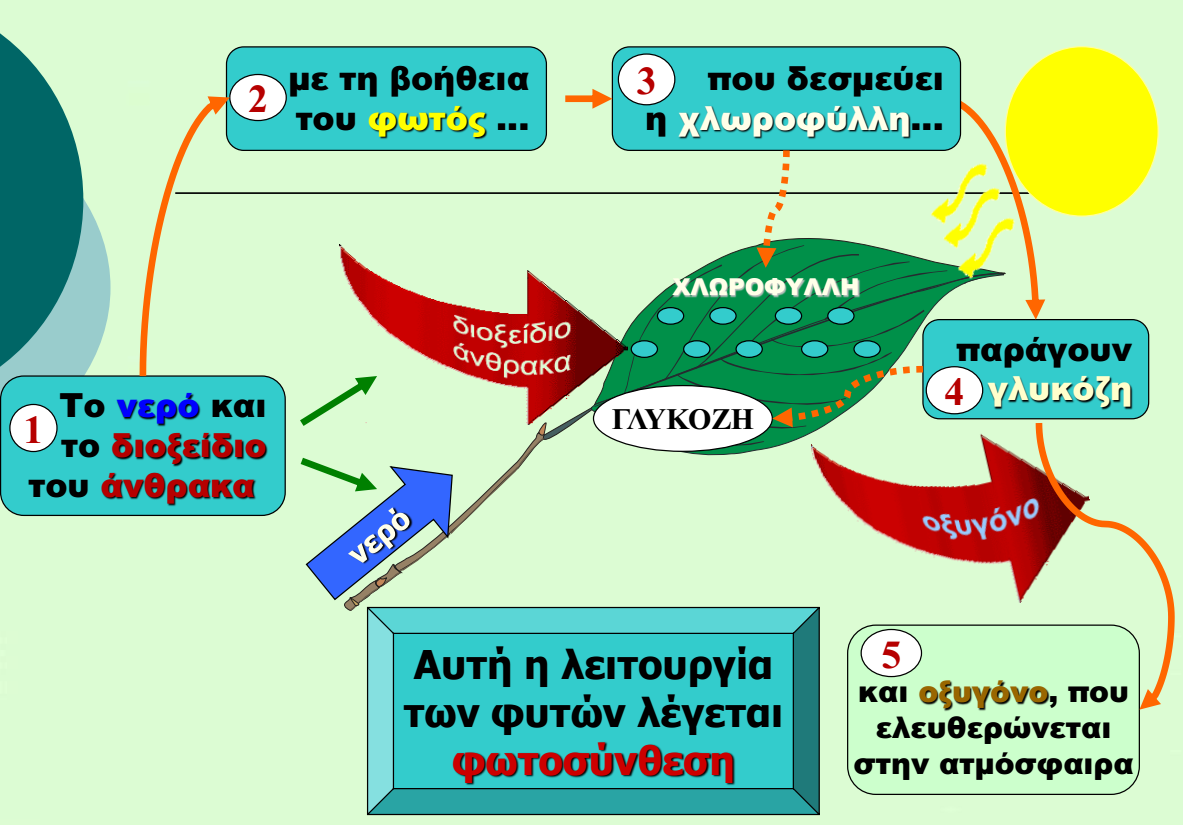 1 Το νερό και
το διοξείδιο
του άνθρακα
2 με τη βοήθεια
του φωτός ...
3 που δεσμεύει
η χλωροφύλλη...
ΧΛΩΡΟΦΥΛΛΗ
διοξείδιο
άνθρακα
νερό
παράγουν
4 γλυκόζη
ΓΛΥΚΟΖΗ
οξυγόνο
5
και οξυγόνο, που
ελευθερώνεται
στην ατμόσφαιρα
Αυτή η λειτουργία
των φυτών λέγεται
φωτοσύνθεση